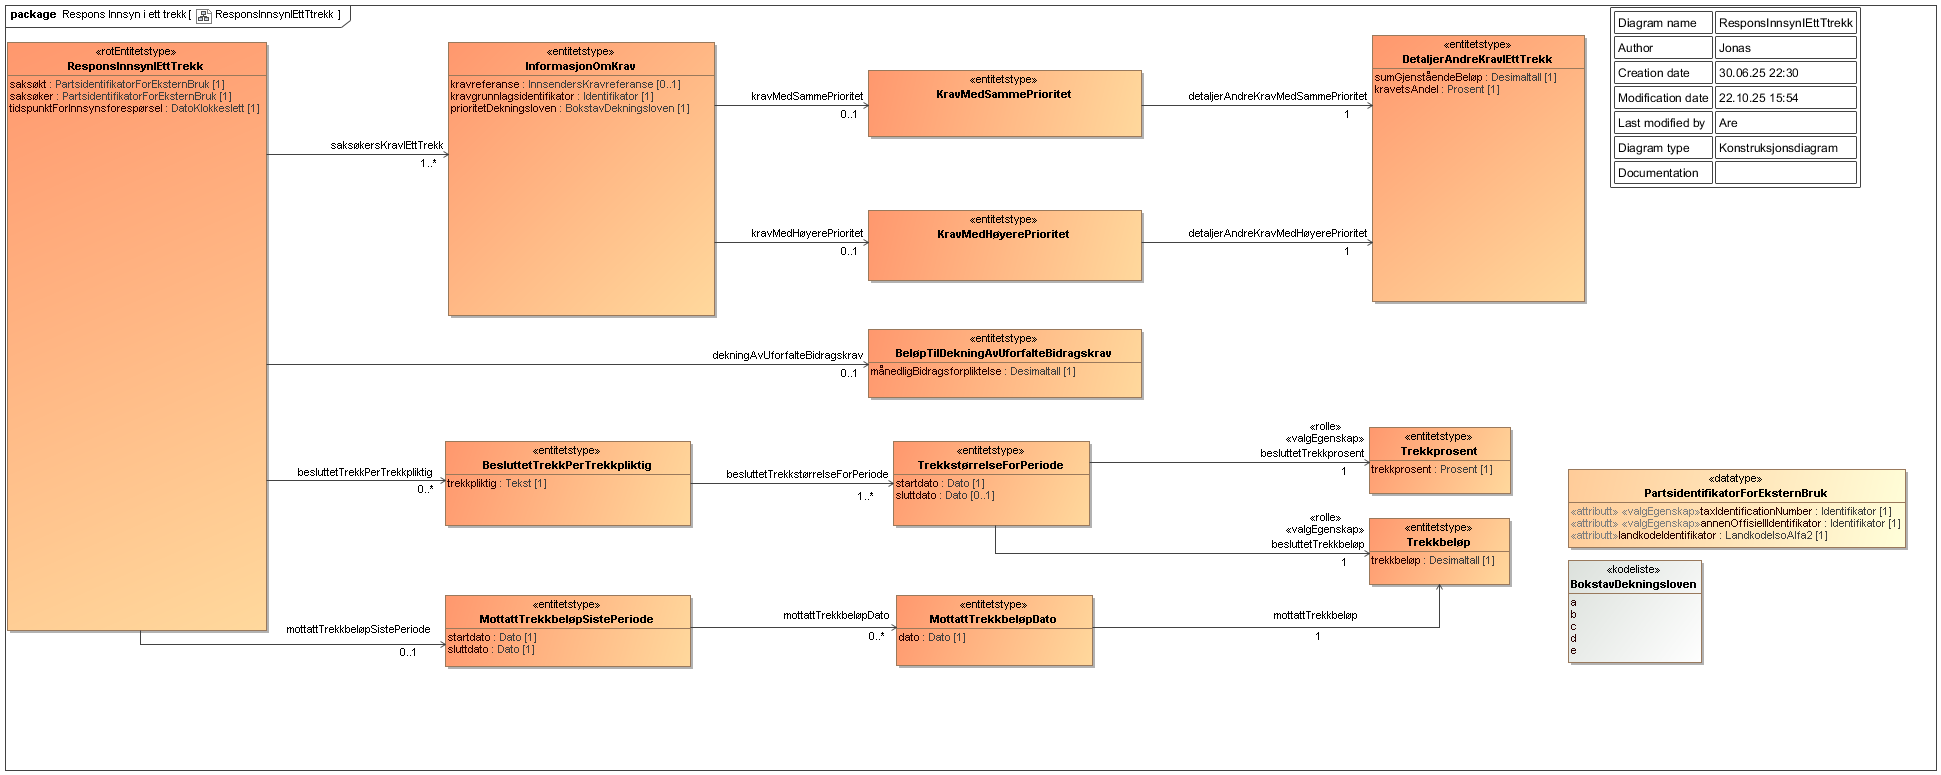 package Respons Innsyn i ett trekk [ ResponsInnsynIEttTtrekk ]
Diagram name ResponsInnsynIEttTtrekk
Author Jonas
Creation date 30.06.25 22:30
Modification date 22.10.25 15:54
Last modified by Are
Diagram type Konstruksjonsdiagram
Documentation
«rotEntitetstype»
ResponsInnsynIEttTrekk
saksøkt : PartsidentifikatorForEksternBruk [1]
saksøker : PartsidentifikatorForEksternBruk [1]
tidspunktForInnsynsforespørsel : DatoKlokkeslett [1]
saksøkersKravIEttTrekk
1..*
«entitetstype»
InformasjonOmKrav
kravreferanse : InnsendersKravreferanse [0..1]
kravgrunnlagsidentifikator : Identifikator [1]
prioritetDekningsloven : BokstavDekningsloven [1]
kravMedSammePrioritet
0..1
«entitetstype»
KravMedSammePrioritet
detaljerAndreKravMedSammePrioritet
1
«entitetstype»
DetaljerAndreKravIEttTrekk
sumGjenståendeBeløp : Desimaltall [1]
kravetsAndel : Prosent [1]
kravMedHøyerePrioritet
0..1
«entitetstype»
KravMedHøyerePrioritet
detaljerAndreKravMedHøyerePrioritet
1
dekningAvUforfalteBidragskrav
0..1
«entitetstype»
BeløpTilDekningAvUforfalteBidragskrav
månedligBidragsforpliktelse : Desimaltall [1]
besluttetTrekkPerTrekkpliktig
0..*
«entitetstype»
BesluttetTrekkPerTrekkpliktig
trekkpliktig : Tekst [1]
besluttetTrekkstørrelseForPeriode
1..*
«entitetstype»
TrekkstørrelseForPeriode
startdato : Dato [1]
sluttdato : Dato [0..1]
«rolle»
«valgEgenskap»
besluttetTrekkprosent
1
«entitetstype»
Trekkprosent
trekkprosent : Prosent [1]
«rolle»
«valgEgenskap»
besluttetTrekkbeløp
1
«entitetstype»
Trekkbeløp
trekkbeløp : Desimaltall [1]
mottattTrekkbeløpSistePeriode
0..1
«entitetstype»
MottattTrekkbeløpSistePeriode
startdato : Dato [1]
sluttdato : Dato [1]
mottattTrekkbeløpDato
0..*
«entitetstype»
MottattTrekkbeløpDato
dato : Dato [1]
mottattTrekkbeløp
1
«datatype»
PartsidentifikatorForEksternBruk
«attributt» «valgEgenskap»taxIdentificationNumber : Identifikator [1]
«attributt» «valgEgenskap»annenOffisiellIdentifikator : Identifikator [1]
«attributt»landkodeIdentifikator : LandkodeIsoAlfa2 [1]
«kodeliste»
BokstavDekningsloven
a
b
c
d
e